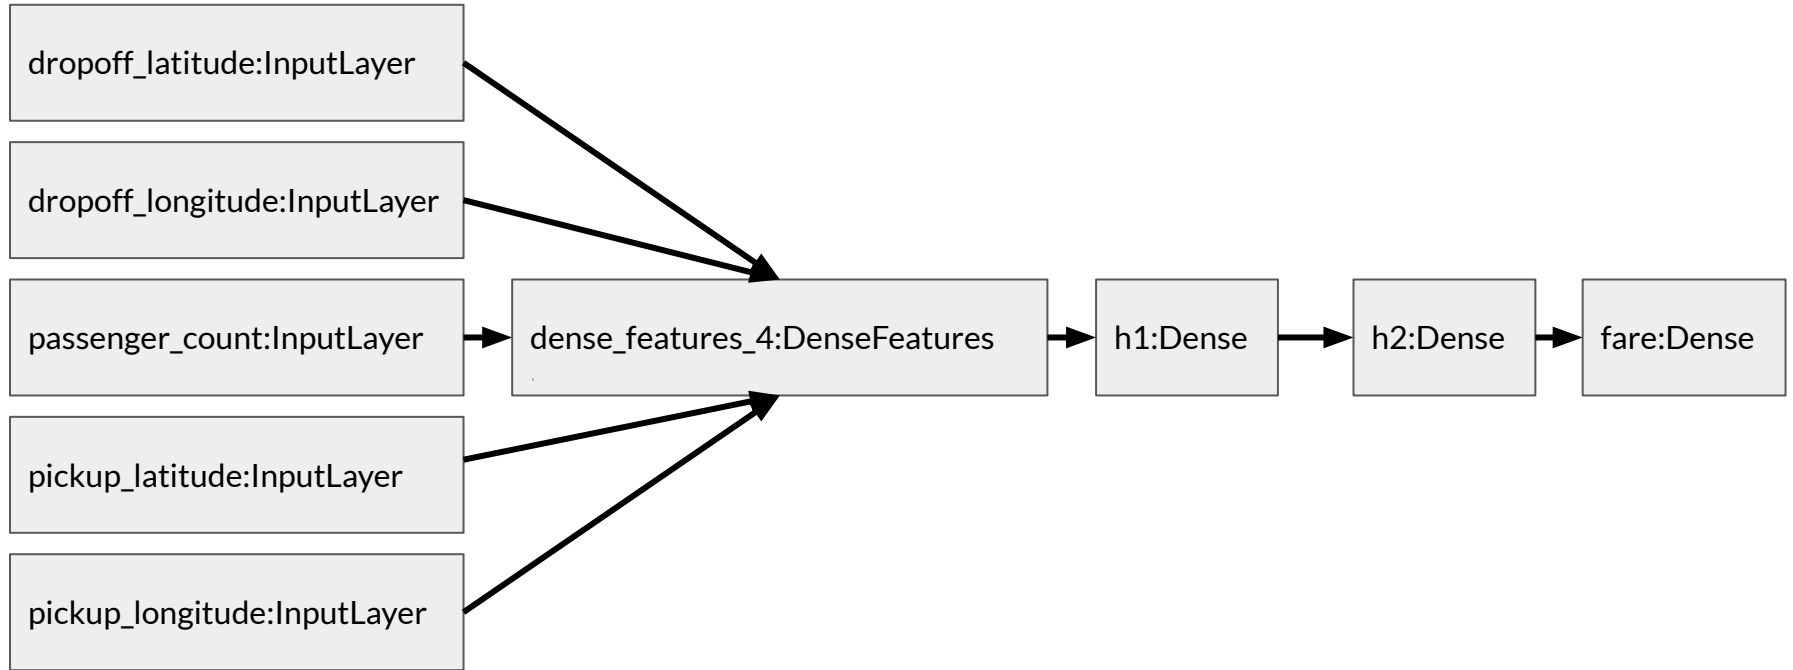 dropoff_latitude:InputLayer
dropoff_longitude:InputLayer
passenger_count:InputLayer
dense_features_4:DenseFeatures
h1:Dense
h2:Dense
fare:Dense
pickup_latitude:InputLayer
pickup_longitude:InputLayer